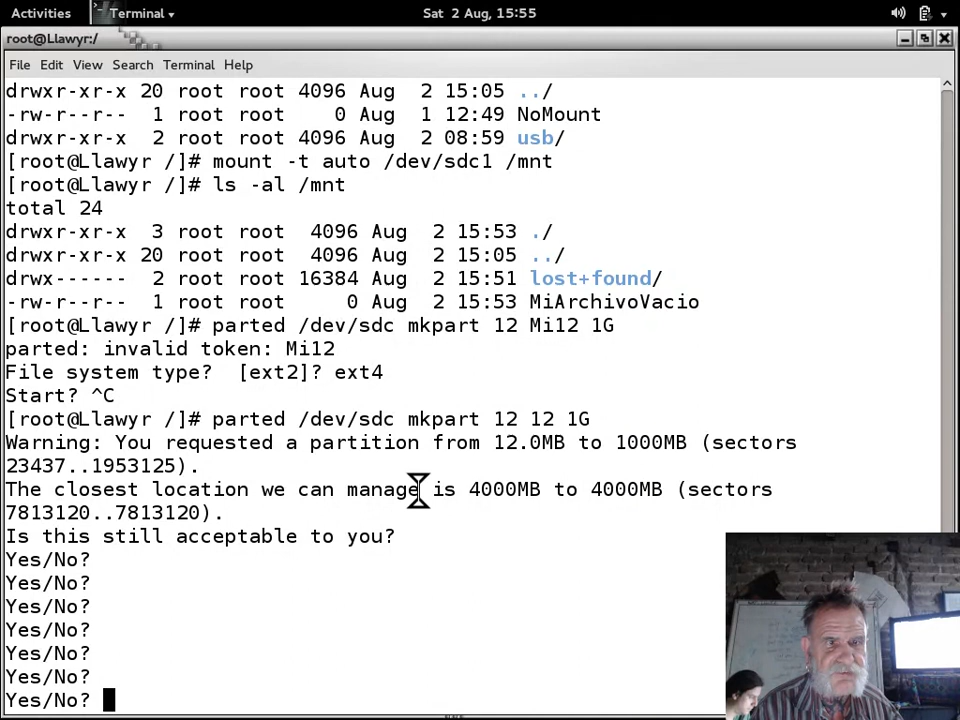 Activities Terminal Sat 2 Aug, 15:55
root@Llawyr:/
File Edit View Search Terminal Help
drwxr-xr-x 20 root root 4096 Aug  2 15:05 ../
-rw-r--r--  1 root root    0 Aug  1 12:49 NoMount
drwxr-xr-x  2 root root 4096 Aug  2 08:59 usb/
[root@Llawyr /]# mount -t auto /dev/sdc1 /mnt
[root@Llawyr /]# ls -al /mnt
total 24
drwxr-xr-x  3 root root  4096 Aug  2 15:53 ./
drwxr-xr-x 20 root root  4096 Aug  2 15:05 ../
drwx------  2 root root 16384 Aug  2 15:51 lost+found/
-rw-r--r--  1 root root     0 Aug  2 15:53 MiArchivoVacio
[root@Llawyr /]# parted /dev/sdc mkpart 12 Mi12 1G
parted: invalid token: Mi12
File system type?  [ext2]? ext4
Start? ^C
[root@Llawyr /]# parted /dev/sdc mkpart 12 12 1G
Warning: You requested a partition from 12.0MB to 1000MB (sectors
23437..1953125).
The closest location we can manage is 4000MB to 4000MB (sectors
7813120..7813120).
Is this still acceptable to you?
Yes/No?
Yes/No?
Yes/No?
Yes/No?
Yes/No?
Yes/No?
Yes/No?